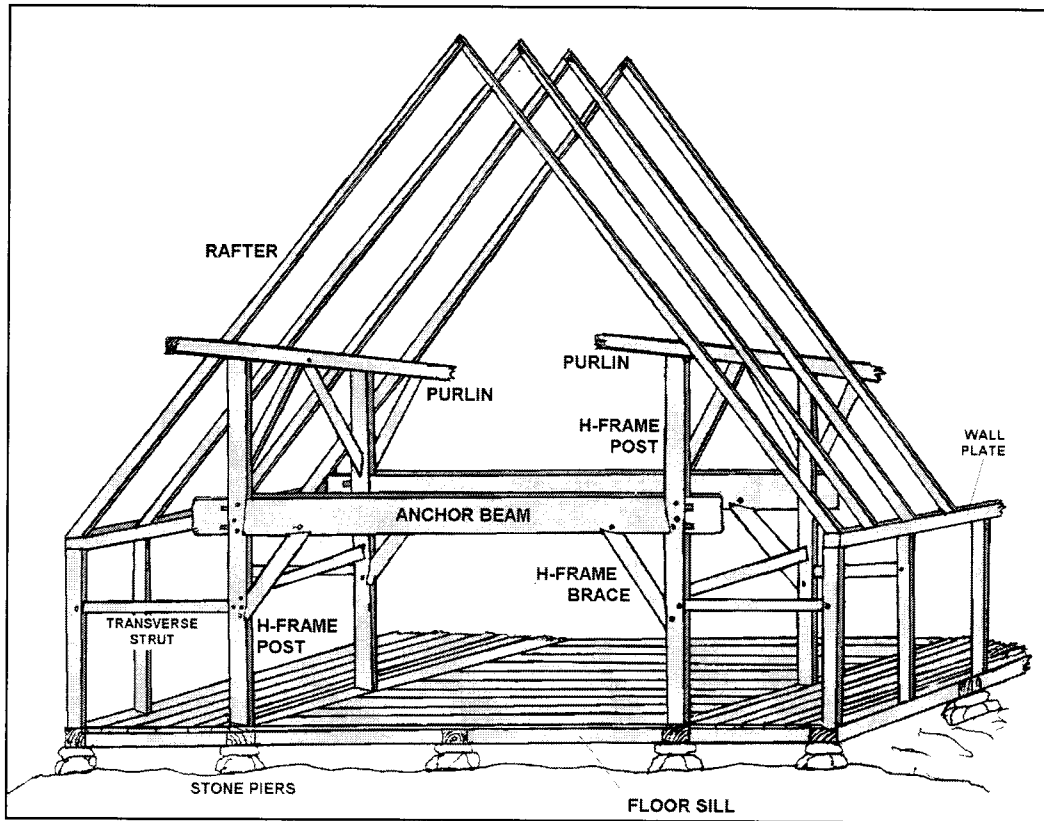 RAFTER
PURLIN
PURLIN
H-FRAME
POST
WALL
PLATE
ANCHOR BEAM
H-FRAME
BRACE
TRANSVERSE
STRUT
H-FRAME
POST
STONE PIERS
FLOOR SILL